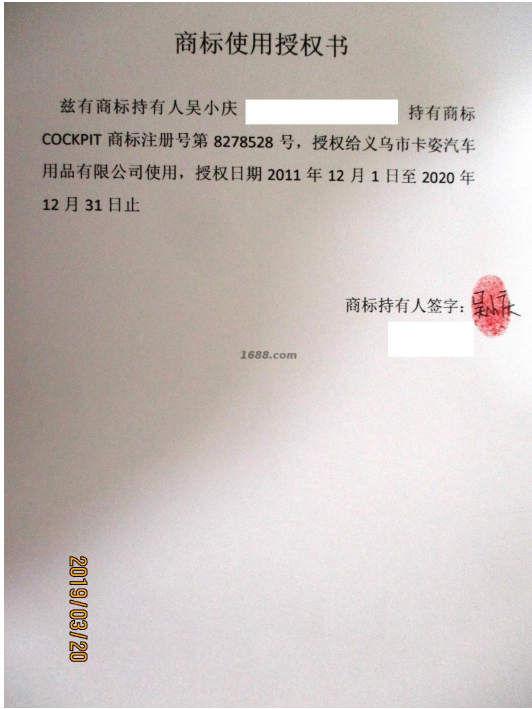 商标使用授权书
兹有商标持有人吴小庆 持有商标
COCKPIT 商标注册号第 8278528 号，授权给义乌市卡姿汽车
用品有限公司使用，授权日期 2011 年 12 月 1 日至 2020 年
12 月 31 日止
商标持有人签字：吴小庆
1688.com
2019/03/20